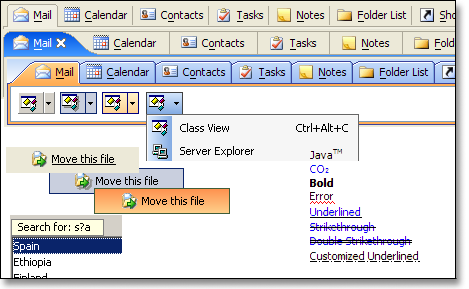 Mail Calendar Contacts Tasks Notes Folder List Sho
Mail Calendar Contacts Tasks Notes Folder
Mail Calendar Contacts Tasks Notes Folder List
Class View Ctrl+Alt+C
Server Explorer
Move this file
Move this file
Move this file
Java™
CO₂
Bold
Error
Underlined
Strikethrough
Double Strikethrough
Customized Underlined
Search for: s?a
Spain
Ethiopia
Finland